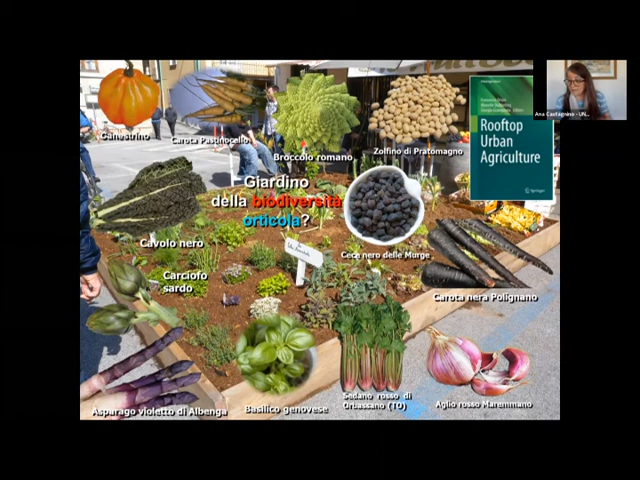 Canestrino
Carota Pastinocello
Broccolo romano
Zolfino di Pratomagno
Rooftop
Urban
Agriculture
Springer
Giardino
della biodiversità
orticola?
Cavolo nero
Cece nero delle Murge
Carciofo
sardo
Carota nera Polignano
Asparago violetto di Albenga
Basilico genovese
Sedano rosso di
Orbassano (TO)
Aglio rosso Maremmano
Ana Castagnino - UN...